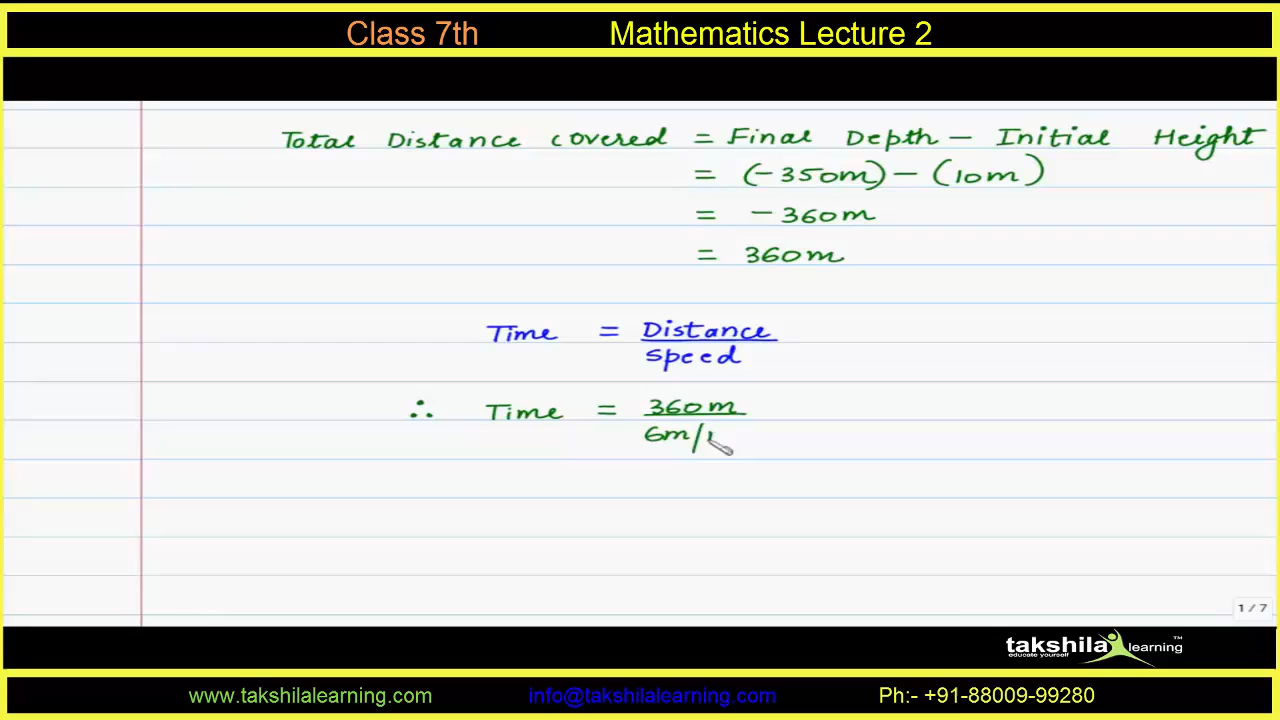 Class 7th Mathematics Lecture 2
Total Distance covered = Final Depth - Initial Height
= (-350m) - (10m)
= - 360m
= 360m
Time = Distance
speed
∴ Time = 360m
6m/
1 / 7
takshila learning ™
educate yourself
www.takshilalearning.com info@takshilalearning.com Ph:- +91-88009-99280